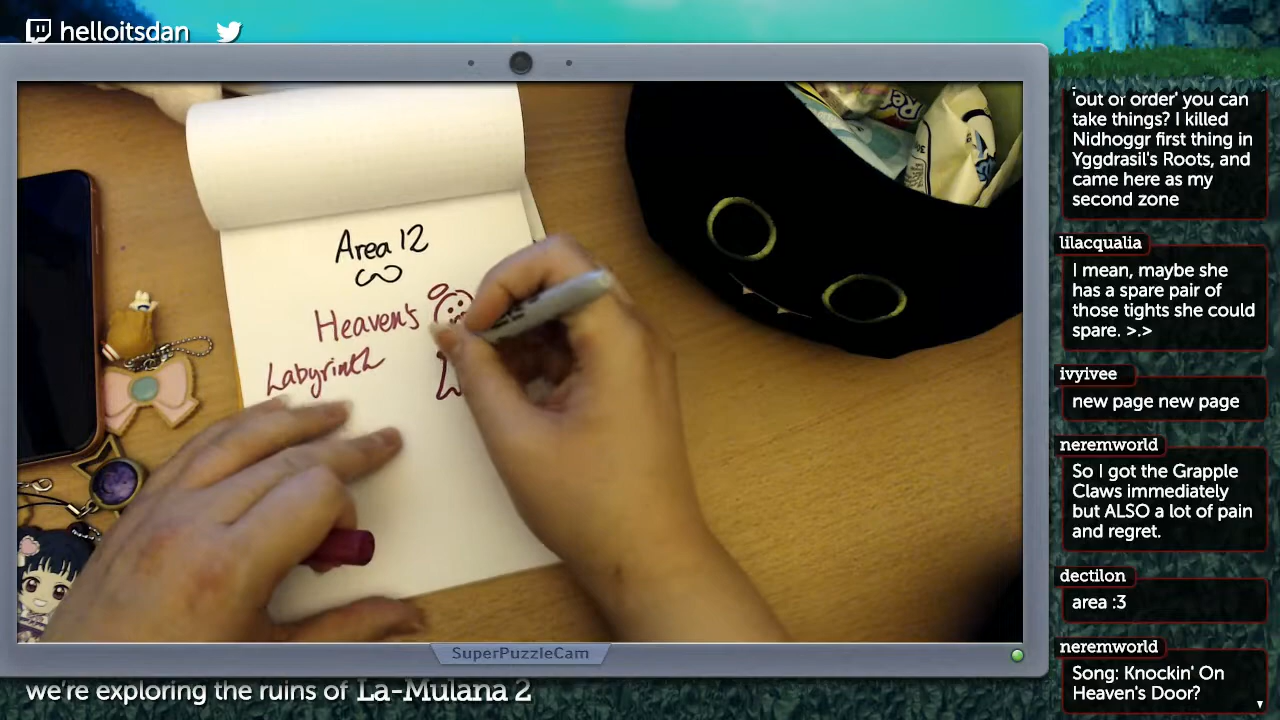 helloitsdan
Area 12
Heaven's
Labyrinth
SuperPuzzleCam
we're exploring the ruins of La-Mulana 2
'out of order' you can
take things? I killed
Nidhoggr first thing in
Yggdrasil's Roots, and
came here as my
second zone
lilacqualia
I mean, maybe she
has a spare pair of
those tights she could
spare. >.>
ivyivee
new page new page
neremworld
So I got the Grapple
Claws immediately
but ALSO a lot of pain
and regret.
dectilon
area :3
neremworld
Song: Knockin' On
Heaven's Door?